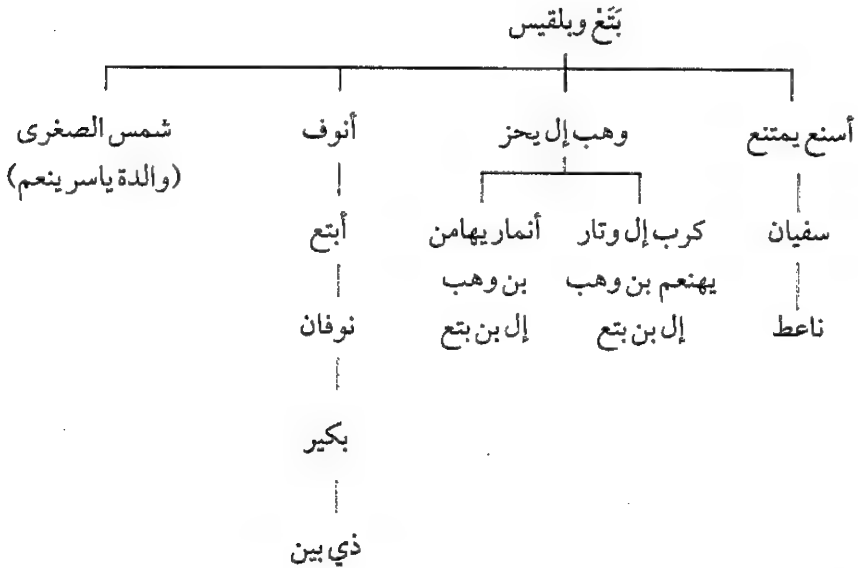 بَتَعْ وبلقيس
أسنع يمتنع
وهب إل يحز
أنوف
شمس الصغرى
(والدة ياسر ينعم)
سفيان
كرب إل وتار
يهنعم بن وهب
إل بن بتع
أنمار يهامن
بن وهب
إل بن بتع
أبتع
ناعط
نوفان
بكير
ذي بين